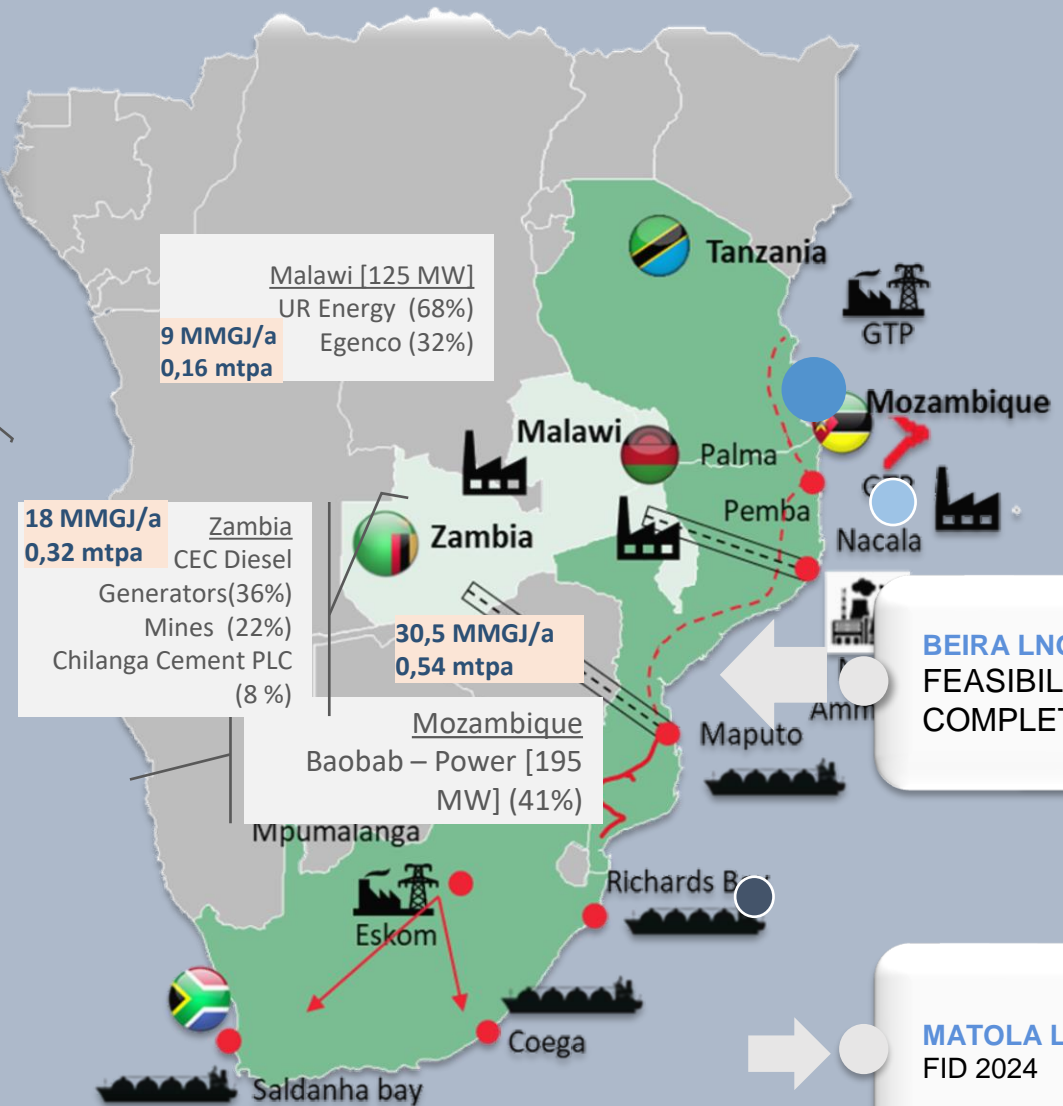 Malawi [125 MW]
UR Energy (68%)
Egenco (32%)
9 MMGJ/a
0,16 mtpa
Tanzania
GTP
Mozambique
Malawi
Palma
Pemba
Nacala
Zambia
18 MMGJ/a
0,32 mtpa
Zambia
CEC Diesel
Generators(36%)
Mines (22%)
Chilanga Cement PLC
(8 %)
30,5 MMGJ/a
0,54 mtpa
Mozambique
Baobab – Power [195
MW] (41%)
BEIRA
COMPLET
Maputo
Mpumalanga
Eskom
Richards
Coega
Saldanha bay
MATOLA L
FID 2024